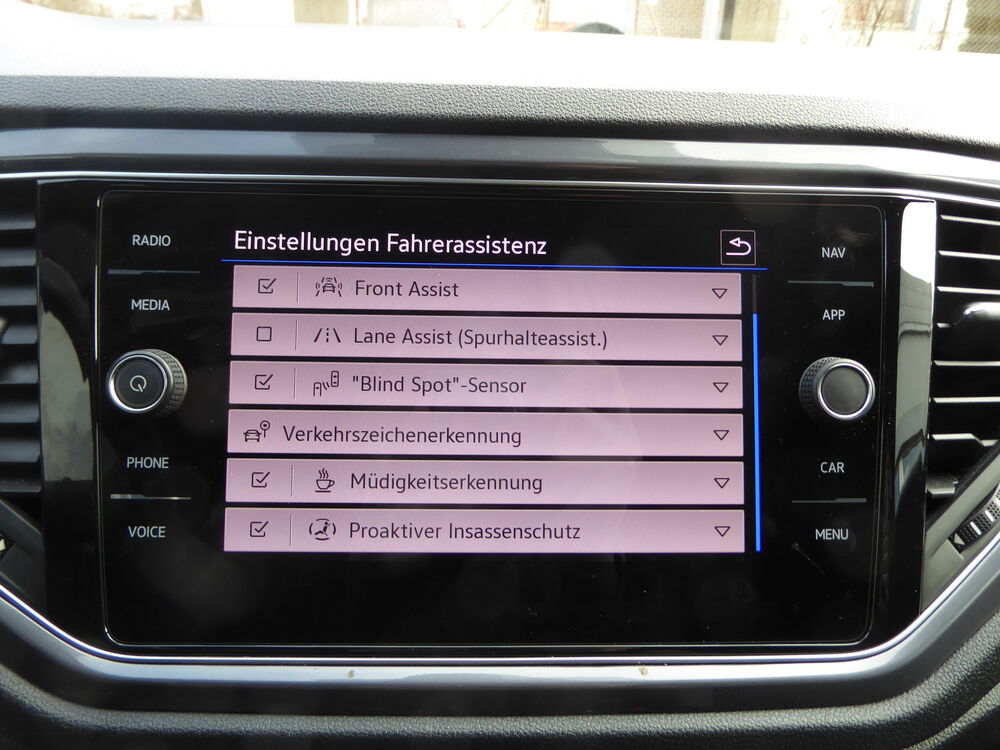 RADIO
MEDIA
PHONE
VOICE
Einstellungen Fahrerassistenz
Front Assist
Lane Assist (Spurhalteassist.)
"Blind Spot"-Sensor
Verkehrszeichenerkennung
Müdigkeitserkennung
Proaktiver Insassenschutz
NAV
APP
CAR
MENU